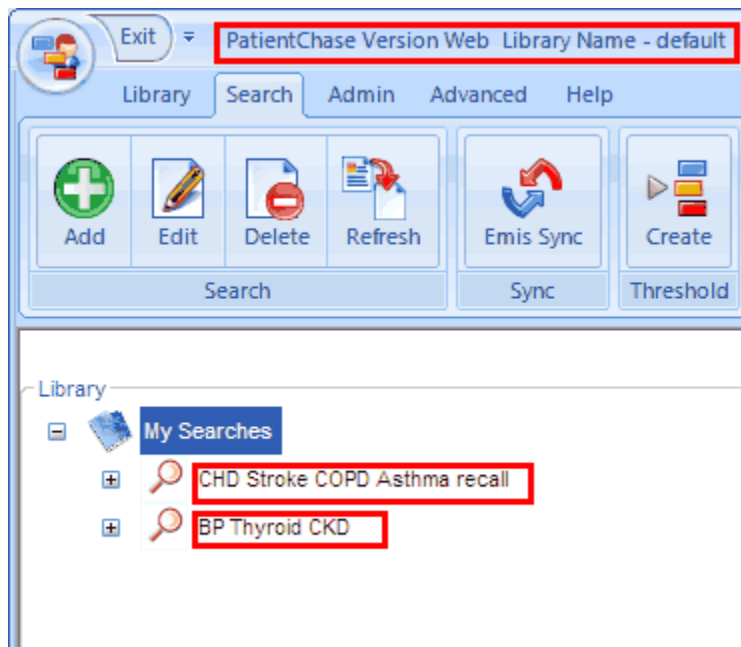 Exit
PatientChase Version Web Library Name - default
Library Search Admin Advanced Help
Add Edit Delete Refresh Emis Sync Create
Search Sync Threshold
Library
My Searches
CHD Stroke COPD Asthma recall
BP Thyroid CKD